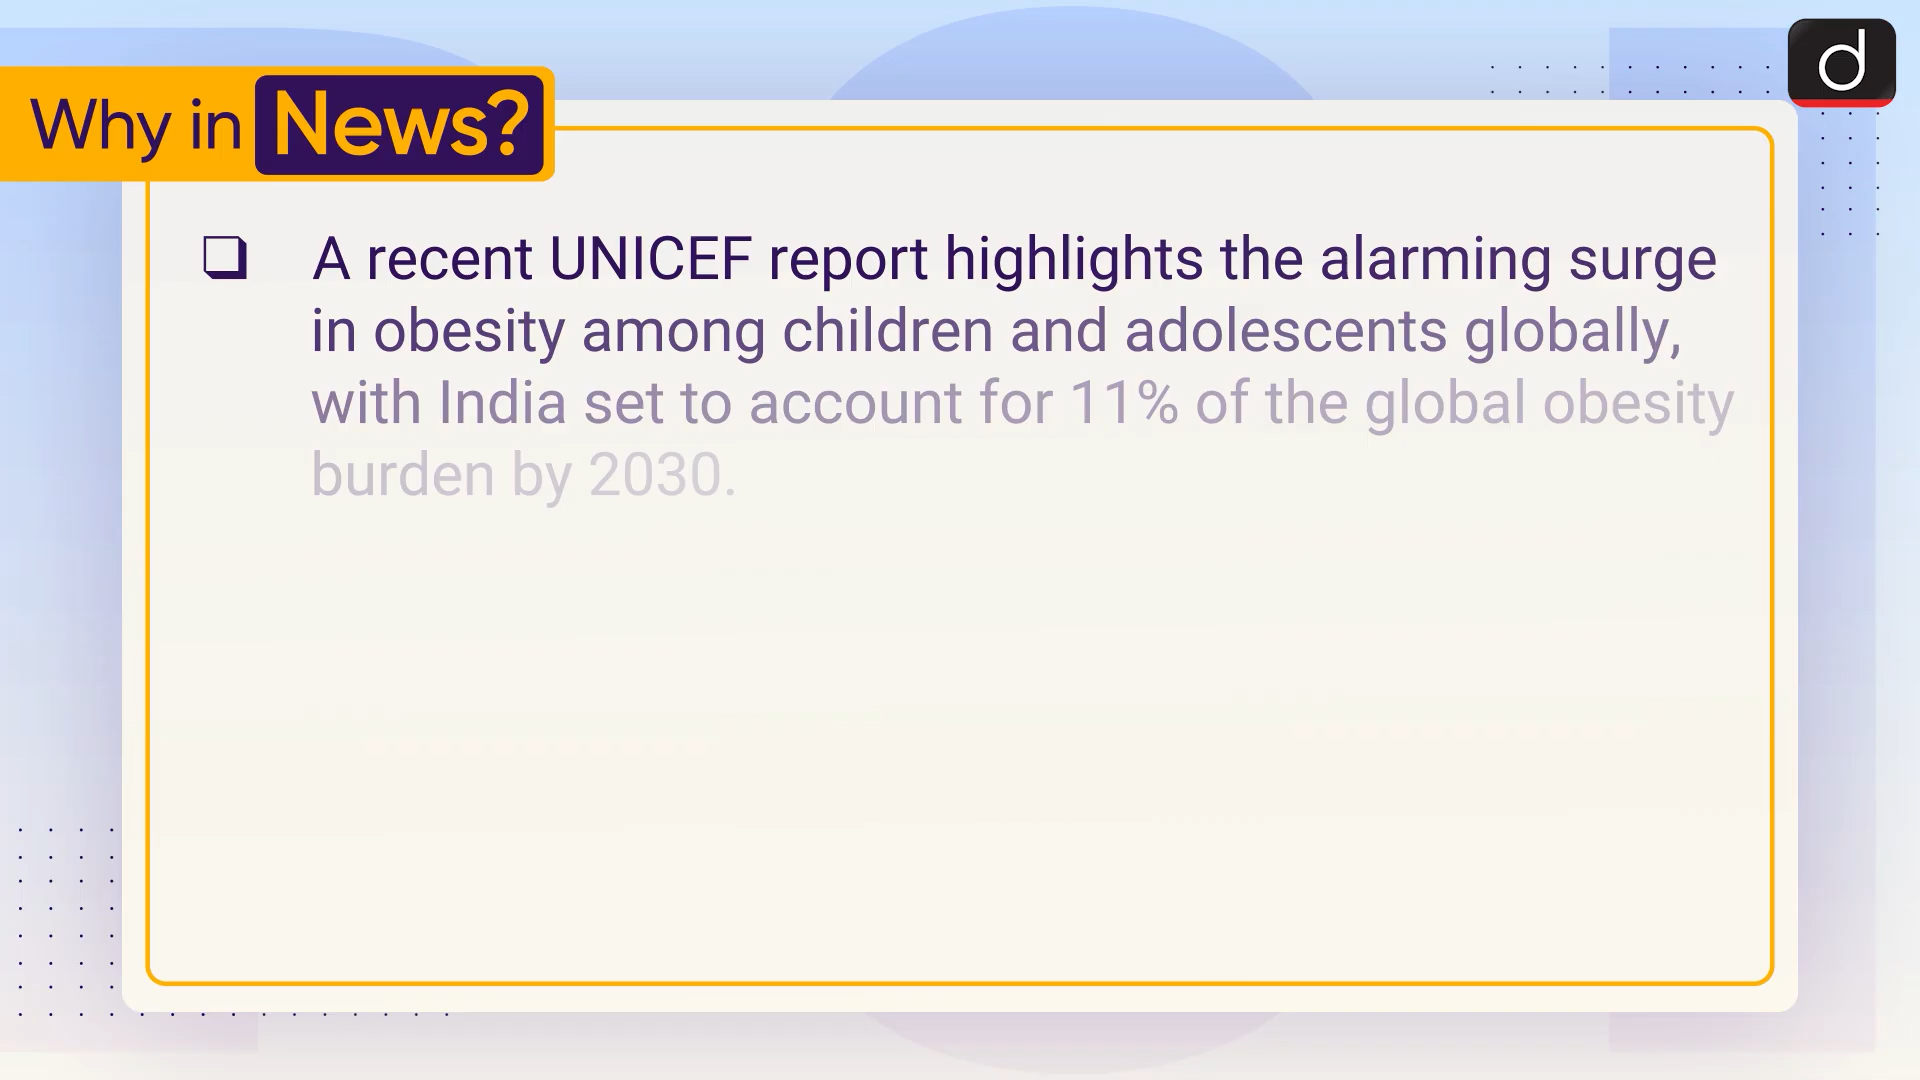 Why in News?
❑ A recent UNICEF report highlights the alarming surge
in obesity among children and adolescents globally,
with India set to account for 11% of the global obesity
burden by 2030.
d